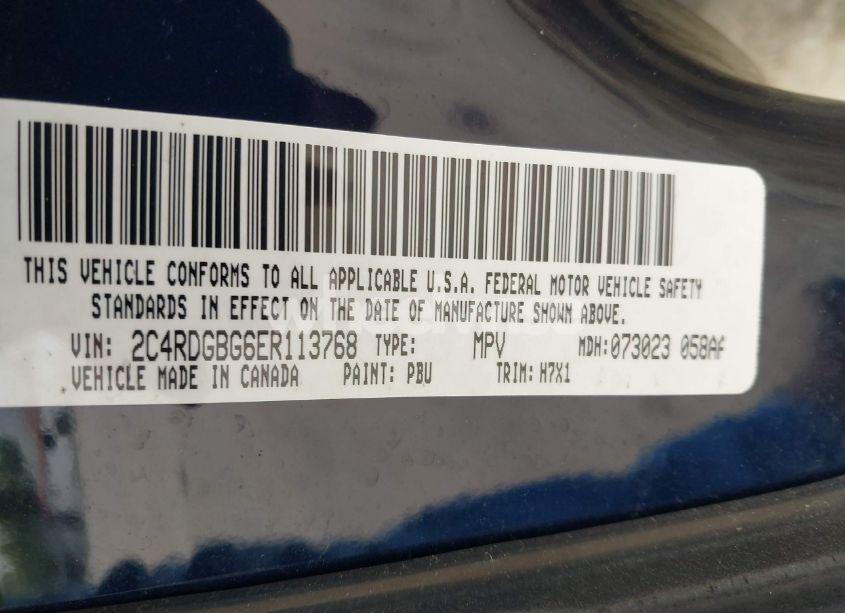 THIS VEHICLE CONFORMS TO ALL APPLICABLE U.S.A. FEDERAL MOTOR VEHICLE SAFETY
STANDARDS IN EFFECT ON THE DATE OF MANUFACTURE SHOWN ABOVE.
VIN: 2C4RDGBG6ER113768 TYPE: MPV MDH:073023 058AF
VEHICLE MADE IN CANADA PAINT: PBU TRIM: H7X1